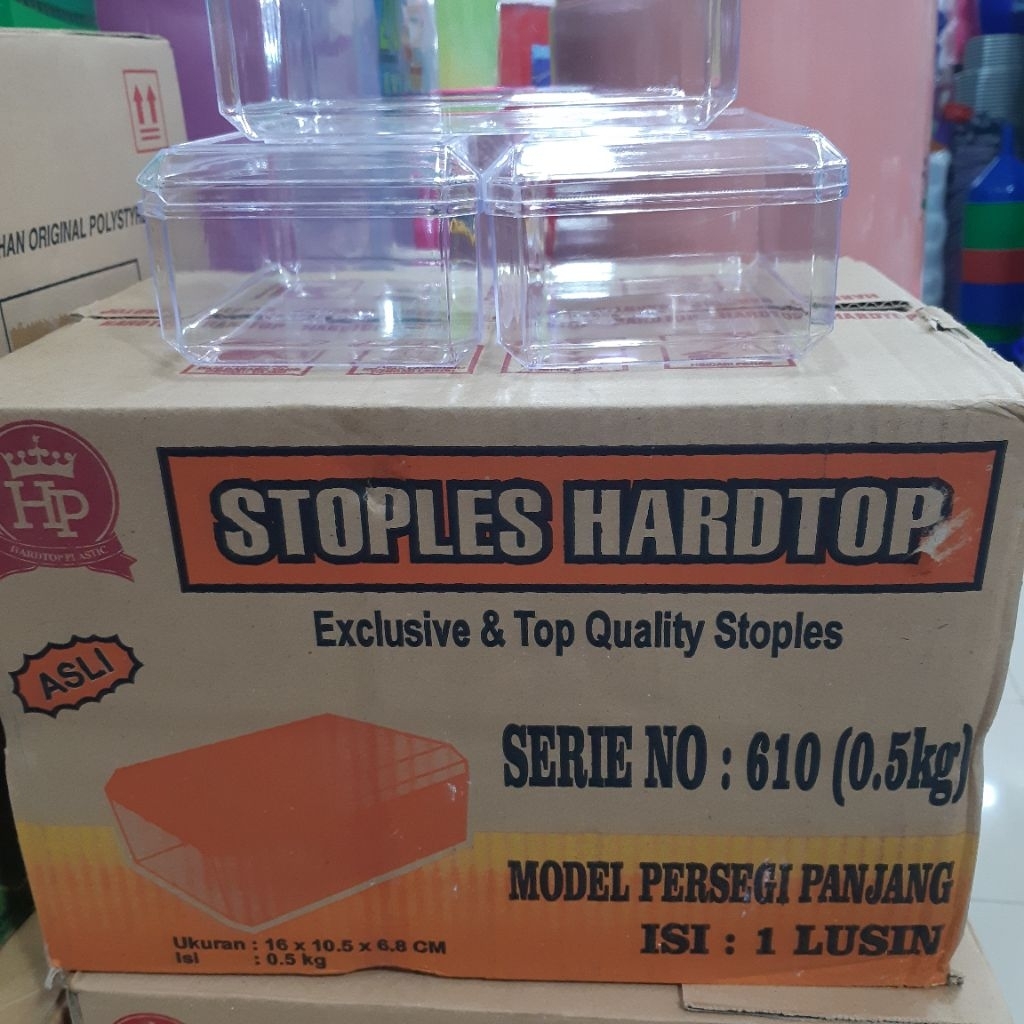 HAN ORIGINAL POLYSTY
HP
HARDTOP PLASTIC
STOPLES HARDTOP
Exclusive & Top Quality Stoples
ASLI
SERIE NO : 610 (0.5kg)
MODEL PERSEGI PANJANG
ISI : 1 LUSIN
Ukuran : 16 x 10.5 x 6.8 CM
Isi : 0.5 kg